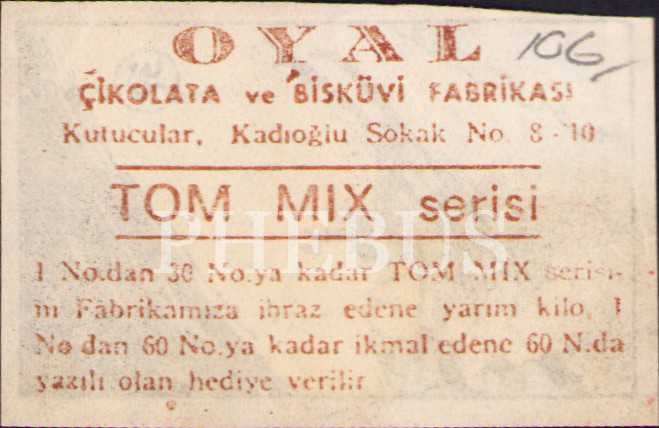 OYAL 106,
ÇİKOLATA ve BİSKÜVİ FABRİKASI
Kutucular, Kadıoğlu Sokak No. 8-10
TOM MIX serisi
PHEBUS
1 No.dan 30 No.ya kadar TOM MIX serisi-
ni Fabrikamıza ibraz edene yarım kilo, 1
No dan 60 No.ya kadar ikmal edene 60 N.da
yazılı olan hediye verilir